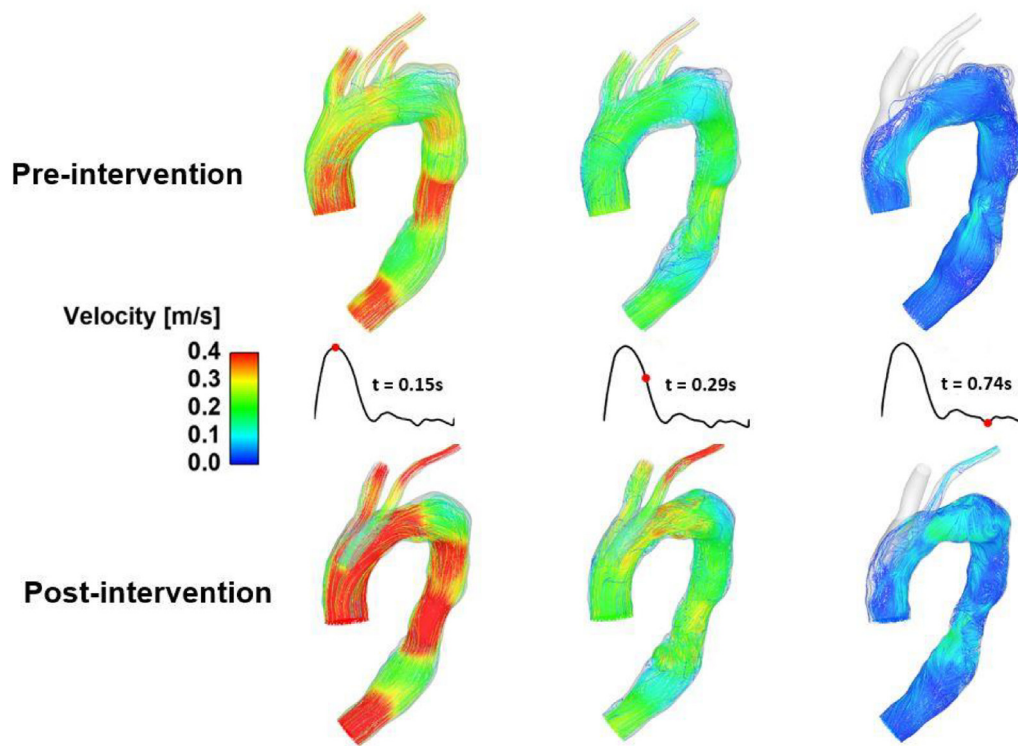 Pre-intervention
Velocity [m/s]
0.4
0.3
0.2
0.1
0.0
t = 0.15s
t = 0.29s
t = 0.74s
Post-intervention